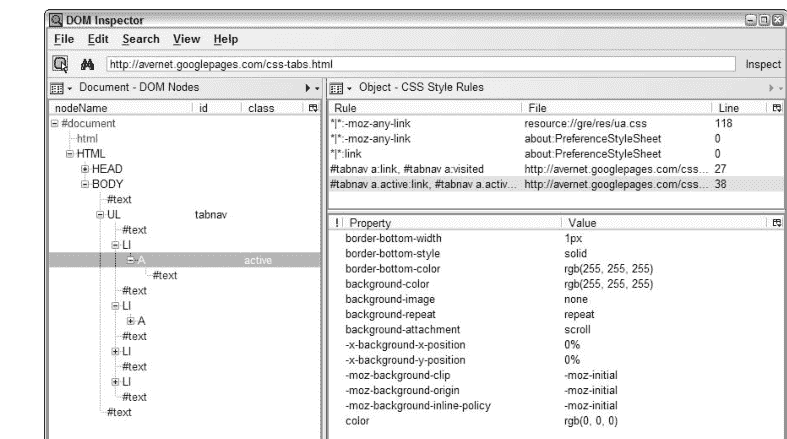 DOM Inspector
File Edit Search View Help
http://avernet.googlepages.com/css-tabs.html Inspect
Document - DOM Nodes
nodeName id class
#document
html
HTML
HEAD
BODY
#text
UL tabnav
#text
LI
A active
#text
#text
LI
A
#text
LI
#text
LI
#text
#text
Object - CSS Style Rules
Rule File Line
*|*:-moz-any-link resource://gre/res/ua.css 118
*|*:-moz-any-link about:PreferenceStyleSheet 0
*|*:link about:PreferenceStyleSheet 0
#tabnav a:link, #tabnav a:visited http://avernet.googlepages.com/css... 27
#tabnav a.active:link, #tabnav a.activ... http://avernet.googlepages.com/css... 38
! Property Value
border-bottom-width 1px
border-bottom-style solid
border-bottom-color rgb(255, 255, 255)
background-color rgb(255, 255, 255)
background-image none
background-repeat repeat
background-attachment scroll
-x-background-x-position 0%
-x-background-y-position 0%
-moz-background-clip -moz-initial
-moz-background-origin -moz-initial
-moz-background-inline-policy -moz-initial
color rgb(0, 0, 0)